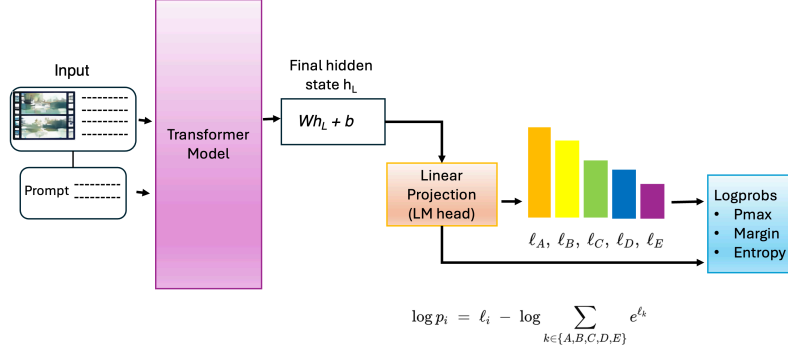 Input
Prompt
Transformer
Model
Final hidden
state h_L
Wh_L + b
Linear
Projection
(LM head)
ℓ_A, ℓ_B, ℓ_C, ℓ_D, ℓ_E
Logprobs
• Pmax
• Margin
• Entropy
log p_i = ℓ_i − log ∑_{k∈{A,B,C,D,E}} e^{ℓ_k}